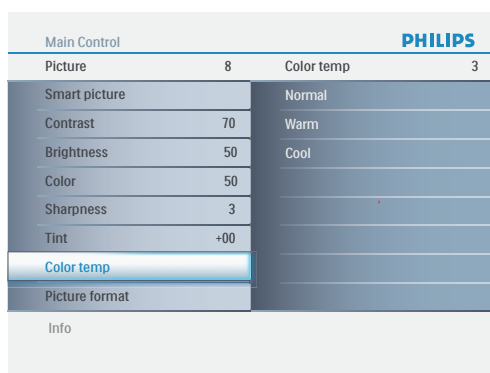 Main Control
PHILIPS
Picture 8 Color temp 3
Smart picture Normal
Contrast 70 Warm
Brightness 50 Cool
Color 50
Sharpness 3
Tint +00
Color temp
Picture format
Info